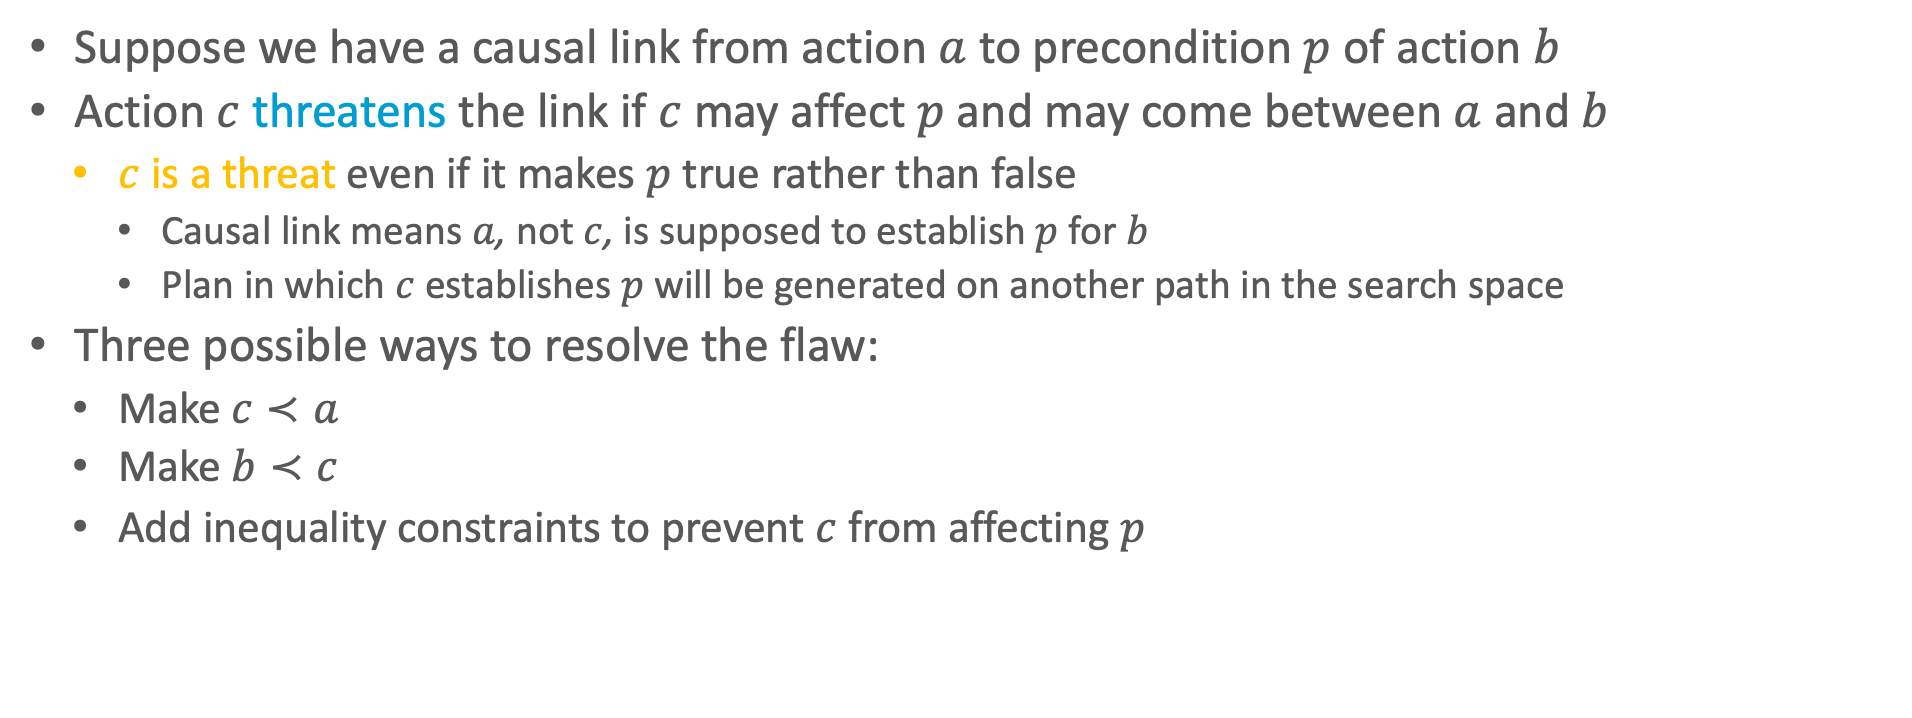 • Suppose we have a causal link from action a to precondition p of action b
• Action c threatens the link if c may affect p and may come between a and b
• c is a threat even if it makes p true rather than false
• Causal link means a, not c, is supposed to establish p for b
• Plan in which c establishes p will be generated on another path in the search space
• Three possible ways to resolve the flaw:
• Make c ≺ a
• Make b ≺ c
• Add inequality constraints to prevent c from affecting p